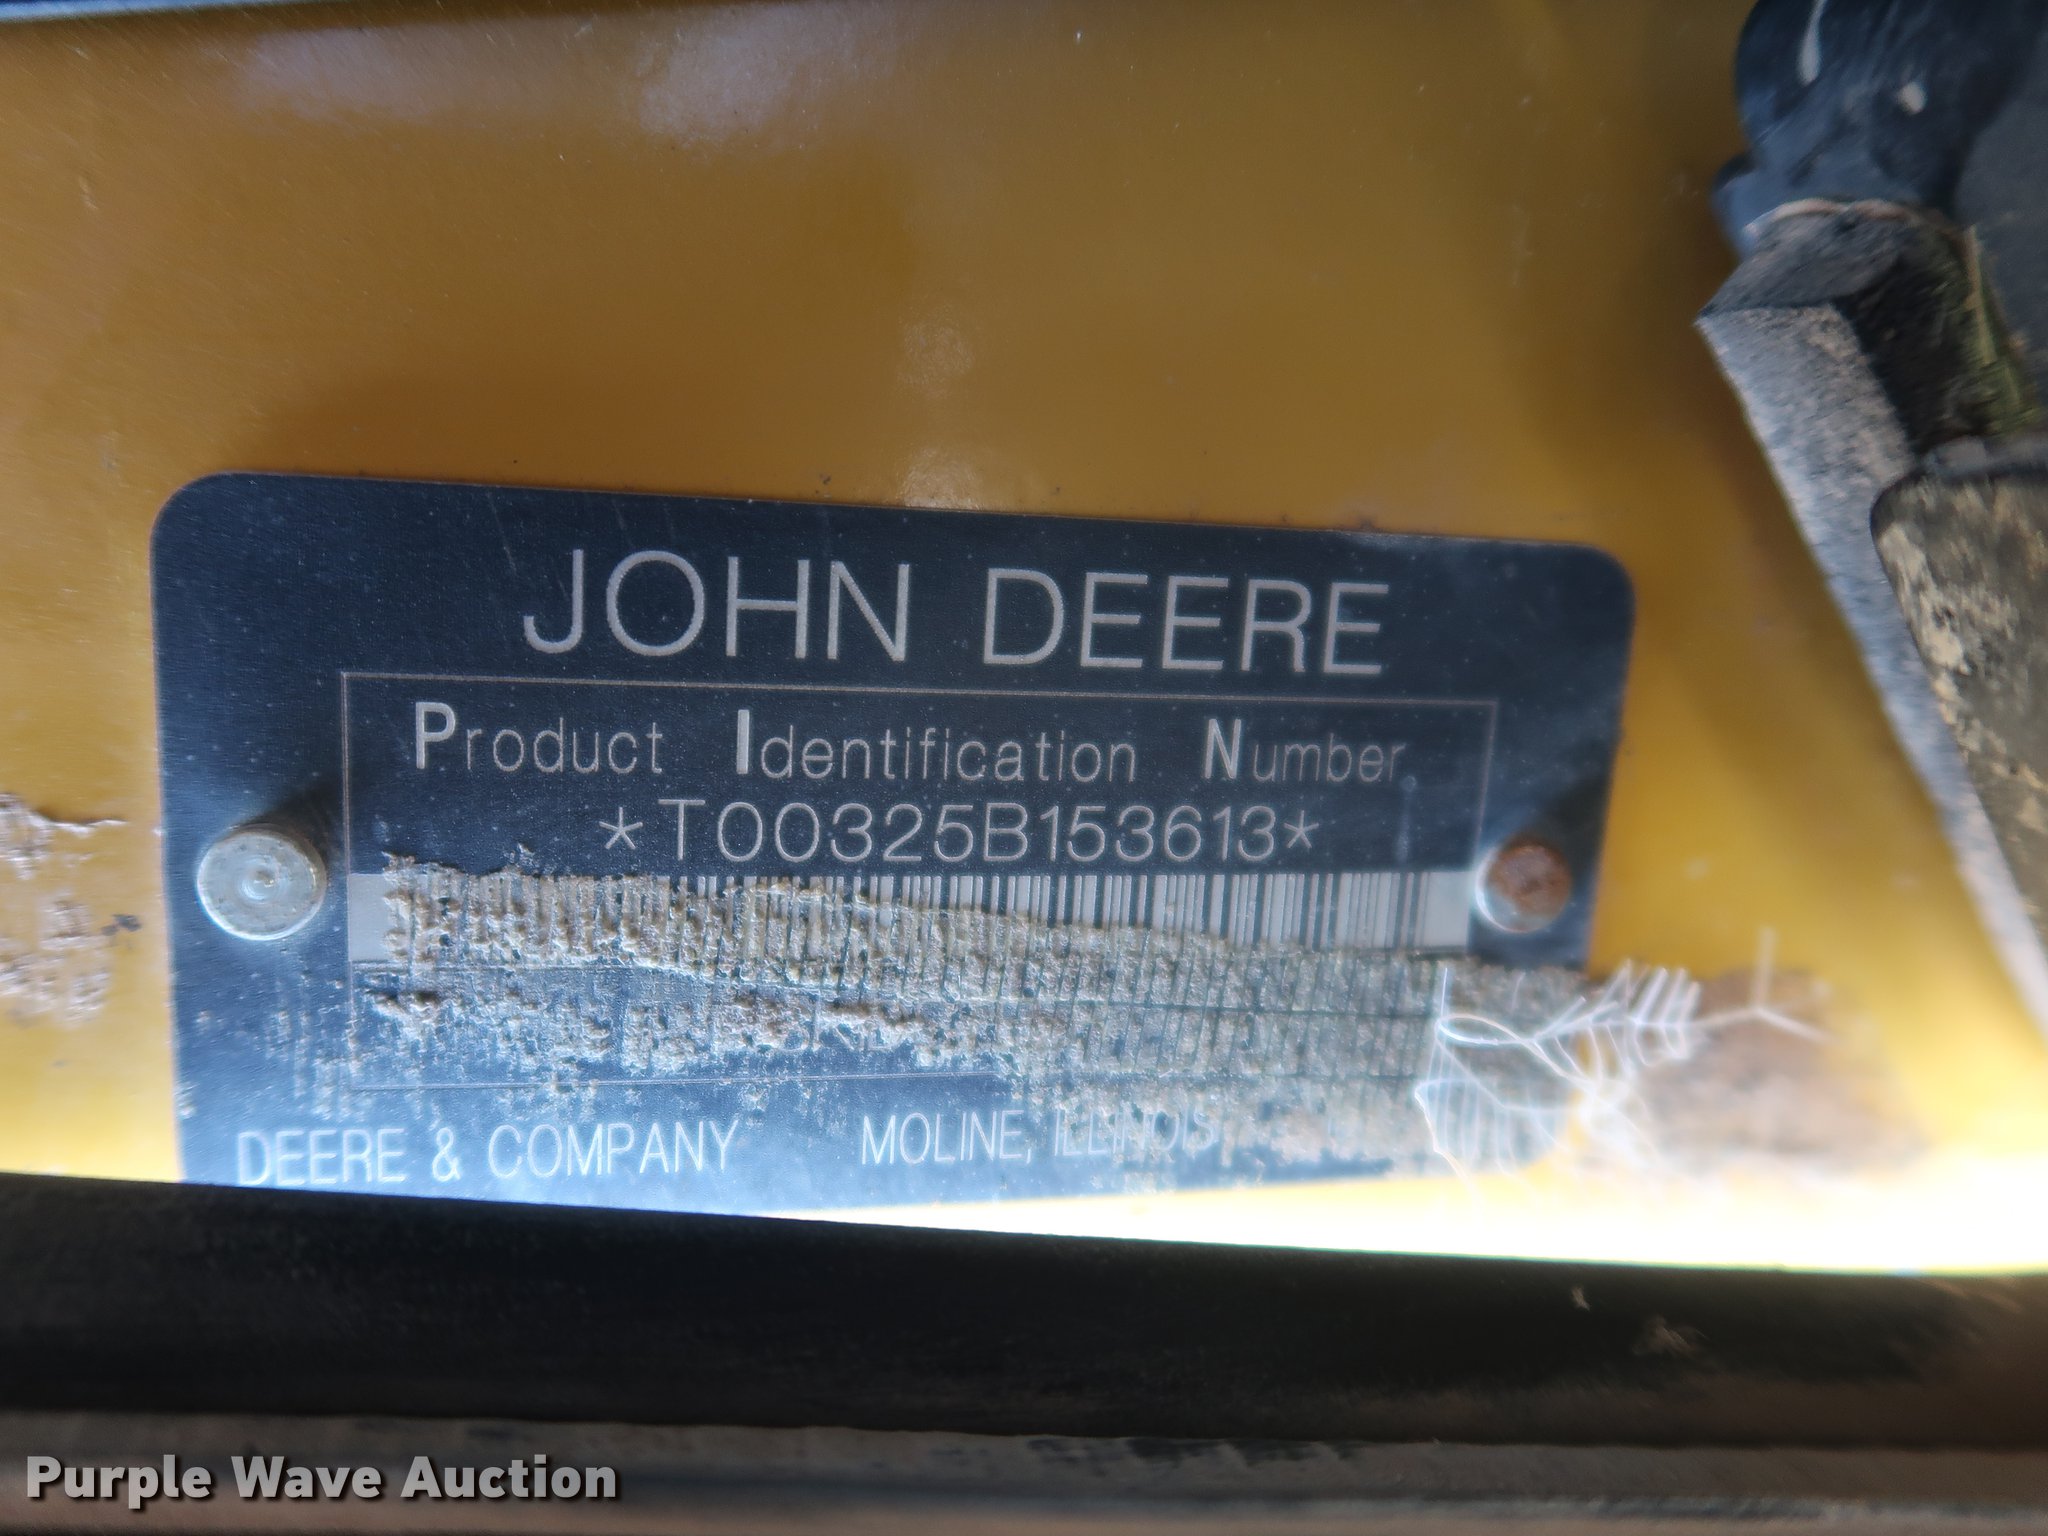 JOHN DEERE
Product Identification Number
*T00325B153613*
DEERE & COMPANY MOLINE, ILLINOIS
Purple Wave Auction